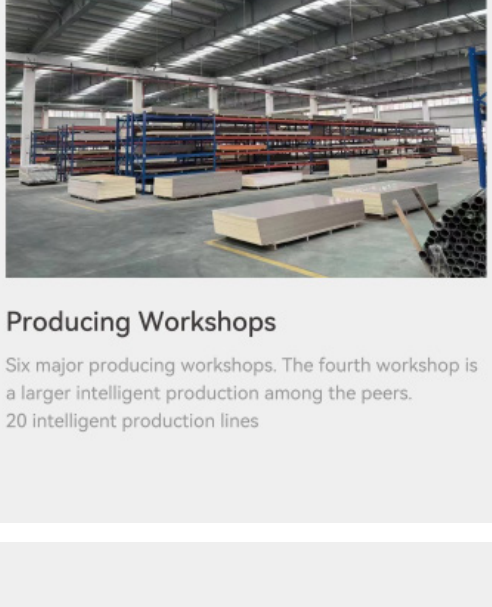 Producing Workshops
Six major producing workshops. The fourth workshop is
a larger intelligent production among the peers.
20 intelligent production lines